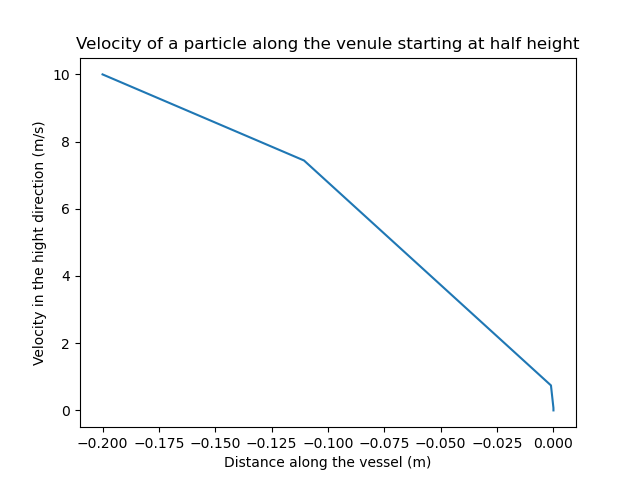 Velocity of a particle along the venule starting at half height
10
8
6
4
2
0
Velocity in the hight direction (m/s)
−0.200 −0.175 −0.150 −0.125 −0.100 −0.075 −0.050 −0.025 0.000
Distance along the vessel (m)